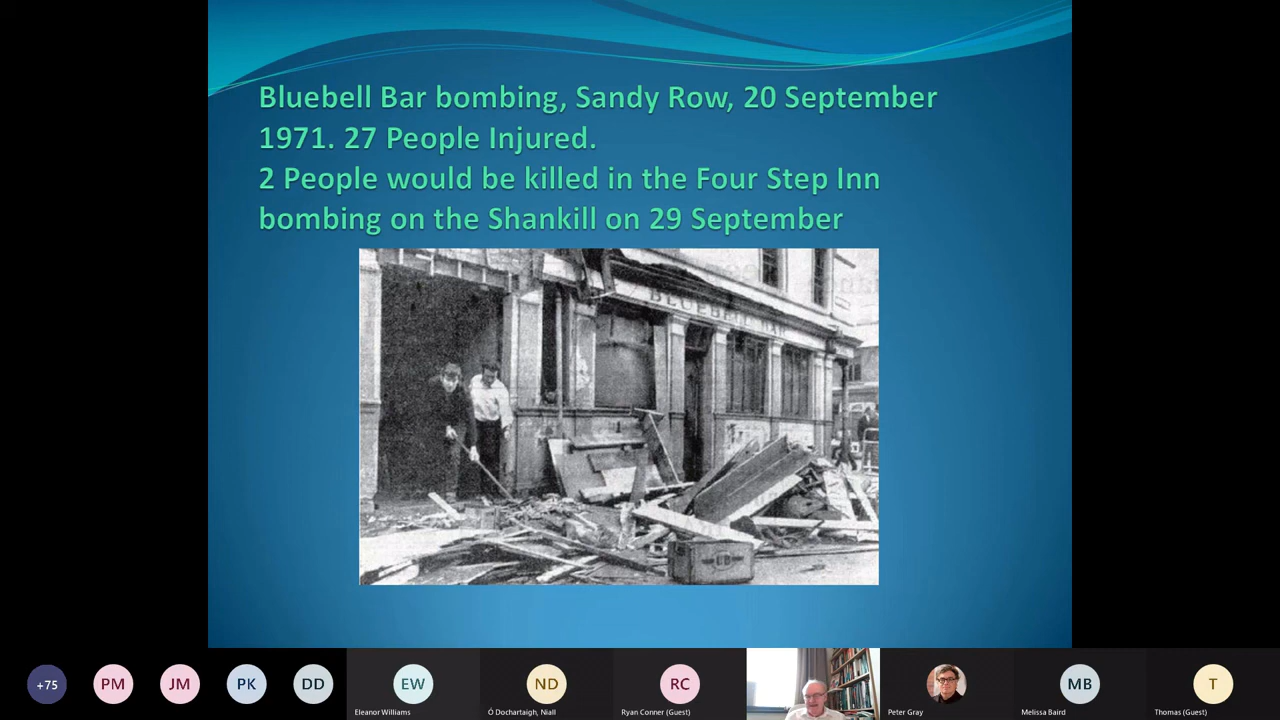 Bluebell Bar bombing, Sandy Row, 20 September
1971. 27 People Injured.
2 People would be killed in the Four Step Inn
bombing on the Shankill on 29 September
BLUEBELL BAR
+75
PM
JM
PK
DD
EW
Eleanor Williams
ND
Ó Dochartaigh, Niall
RC
Ryan Conner (Guest)
Peter Gray
MB
Melissa Baird
T
Thomas (Guest)